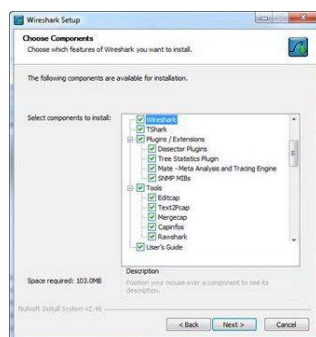 Wireshark Setup
Choose Components
Choose which features of Wireshark you want to install.
The following components are available for installation.
Select components to install:
Wireshark
TShark
Plugins / Extensions
Dissector Plugins
Tree Statistics Plugin
Mate - Meta Analysis and Tracing Engine
SNMP MIBs
Tools
Editcap
Text2Pcap
Mergecap
Capinfos
Rawshark
User's Guide
Space required: 103.0MB
Description
Position your mouse over a component to see its
description.
Nullsoft Install System v2.46
< Back
Next >
Cancel